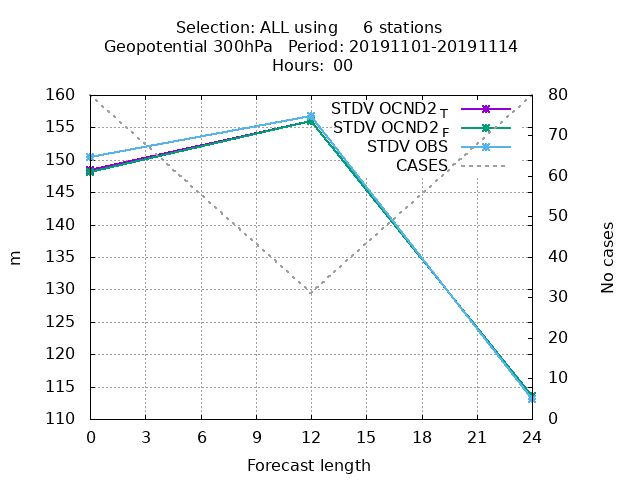 Selection: ALL using     6 stations
Geopotential 300hPa   Period: 20191101-20191114
Hours:  00
STDV OCND2 T
STDV OCND2 F
STDV OBS
CASES
160
155
150
145
140
135
130
125
120
115
110
80
70
60
50
40
30
20
10
0
m
No cases
0 3 6 9 12 15 18 21 24
Forecast length